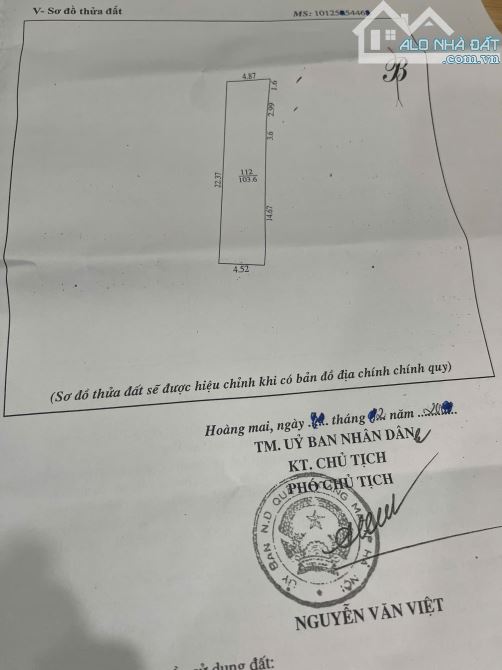 V- Sơ đồ thửa đất
ALO NHÀ ĐẤT
.com.vn
B
4.87
1.6
2.99
3.6
22.37
112
103.6
14.67
4.52
(Sơ đồ thửa đất sẽ được hiệu chỉnh khi có bản đồ địa chính chính quy)
Hoàng mai, ngày tháng năm
TM. UỶ BAN NHÂN DÂN
KT. CHỦ TỊCH
PHÓ CHỦ TỊCH
NGUYỄN VĂN VIỆT
sử dụng đất: